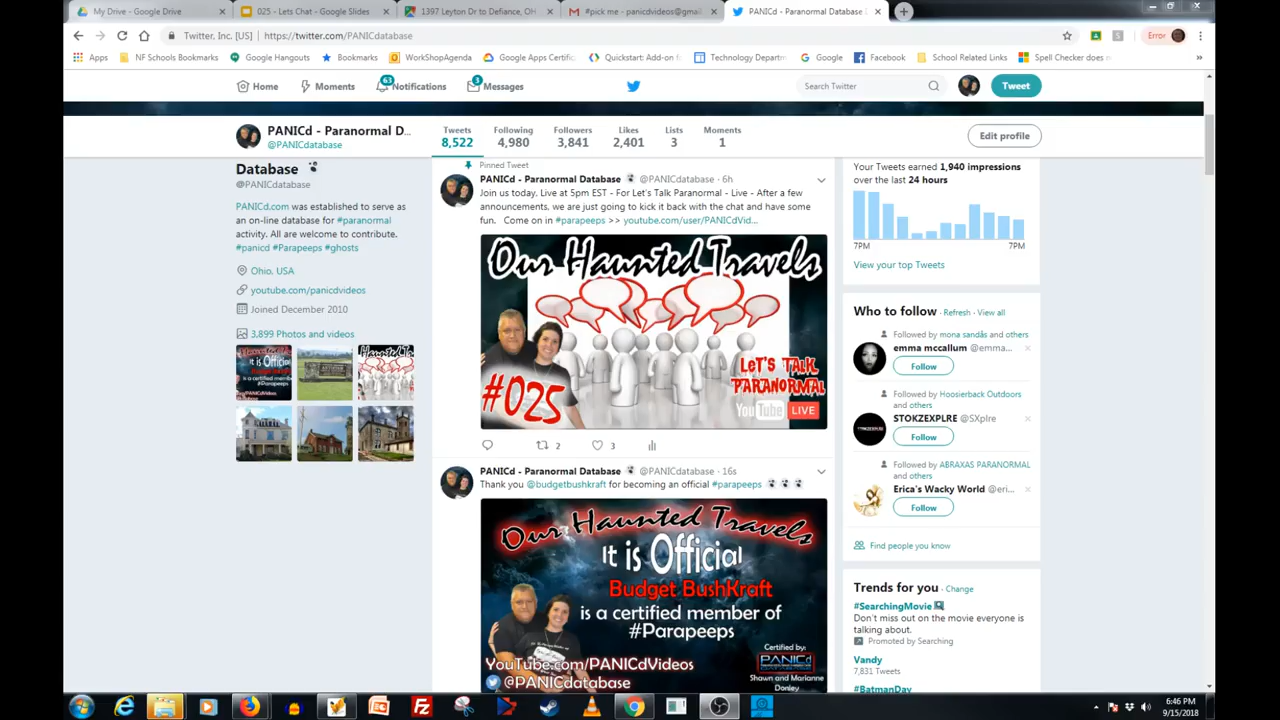 My Drive - Google Drive
025 - Lets Chat - Google Slides
1397 Leyton Dr to Defiance, OH
#pick me - panicdvideos@gmail
PANICd - Paranormal Database
Twitter, Inc. [US] | https://twitter.com/PANICdatabase
Error
Apps
NF Schools Bookmarks
Google Hangouts
Bookmarks
WorkShopAgenda
Google Apps Certific
Quickstart: Add-on f
Technology Departm
Google
Facebook
School Related Links
Spell Checker does n
Home
Moments
63
Notifications
3
Messages
Search Twitter
Tweet
PANICd - Paranormal D...
@PANICdatabase
Tweets
8,522
Following
4,980
Followers
3,841
Likes
2,401
Lists
3
Moments
1
Edit profile
Database
@PANICdatabase
PANICd.com was established to serve
as an on-line database for #paranormal
activity. All are welcome to contribute.
#panicd #Parapeeps #ghosts
Ohio, USA
youtube.com/panicdvideos
Joined December 2010
3,899 Photos and videos
Pinned Tweet
PANICd - Paranormal Database @PANICdatabase · 6h
Join us today. Live at 5pm EST - For Let's Talk Paranormal - Live - After a few
announcements. we are just going to kick it back with the chat and have some
fun. Come on in #parapeeps >> youtube.com/user/PANICdVid...
Our Haunted Travels
#025
LeT'S TALK
PARANORMAL
YouTube LIVE
2
3
PANICd - Paranormal Database @PANICdatabase · 16s
Thank you @budgetbushkraft for becoming an official #parapeeps
Our Haunted Travels
It is Official
Budget BushKraft
is a certified member of
#Parapeeps
YouTube.com/PANICdVideos
@PANICdatabase
Certified by:
PANICd
Shawn and Marianne
Donley
Your Tweets earned 1,940 impressions
over the last 24 hours
7PM
7PM
View your top Tweets
Who to follow · Refresh · View all
Followed by mona sandås and others
emma mccallum @emma...
Follow
Followed by Hoosierback Outdoors
and others
STOKZEXPLRE @SXplre
Follow
Followed by ABRAXAS PARANORMAL
and others
Erica's Wacky World @eri...
Follow
Find people you know
Trends for you · Change
#SearchingMovie
Don't miss out on the movie everyone is
talking about.
Promoted by Searching
Vandy
7,831 Tweets
#BatmanDay
6:46 PM
9/15/2018